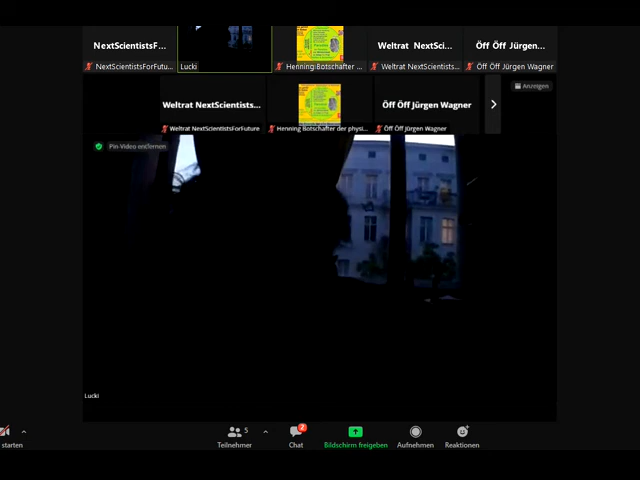 NextScientistsF...
Weltrat NextSci...
Öff Öff Jürgen...
NextScientistsForFutu...
Lucki
Henning:Botschafter ...
Weltrat NextScientists...
Öff Öff Jürgen Wagner
Anzeigen
Weltrat NextScientists...
Öff Öff Jürgen Wagner
Weltrat NextScientistsForFuture
Henning Botschafter der physi...
Öff Öff Jürgen Wagner
Pin-Video entfernen
Lucki
5
2
starten
Teilnehmer
Chat
Bildschirm freigeben
Aufnehmen
Reaktionen